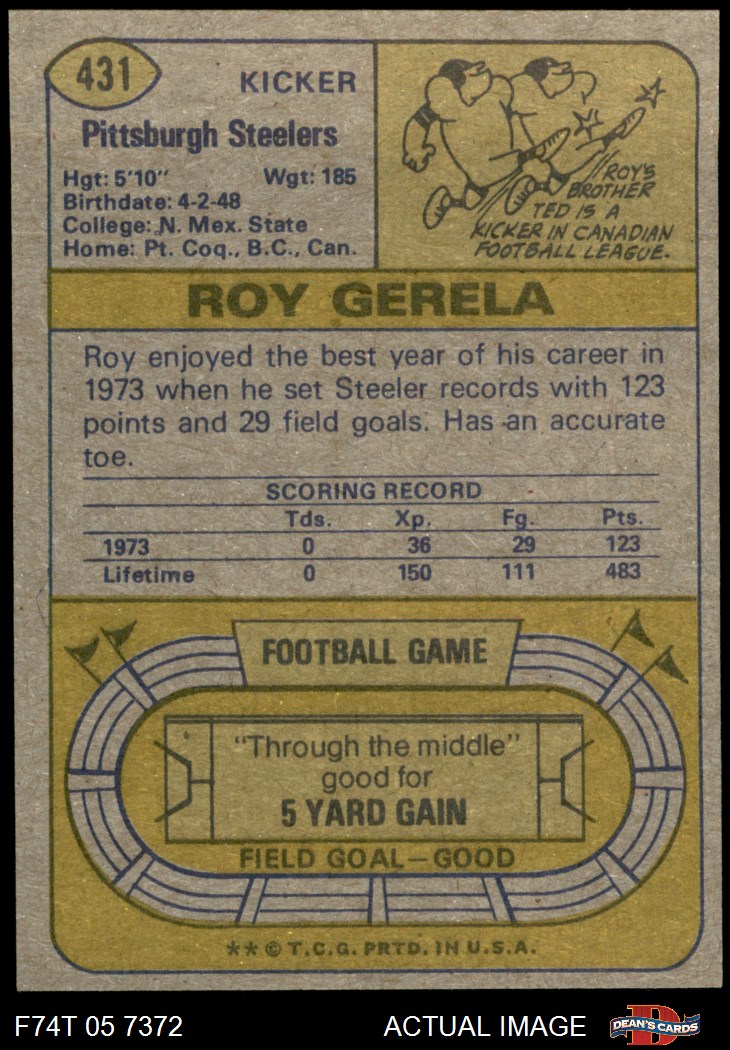 431
KICKER
Pittsburgh Steelers
Hgt: 5'10" Wgt: 185
Birthdate: 4-2-48
College: N. Mex. State
Home: Pt. Coq., B.C., Can.
ROY'S
BROTHER
TED IS A
KICKER IN CANADIAN
FOOTBALL LEAGUE.
ROY GERELA
Roy enjoyed the best year of his career in
1973 when he set Steeler records with 123
points and 29 field goals. Has an accurate
toe.
SCORING RECORD
Tds. Xp. Fg. Pts.
1973 0 36 29 123
Lifetime 0 150 111 483
FOOTBALL GAME
"Through the middle"
good for
5 YARD GAIN
FIELD GOAL—GOOD
** © T.C.G. PRTD. IN U.S.A.
F74T 05 7372 ACTUAL IMAGE
D
DEAN'S CARDS